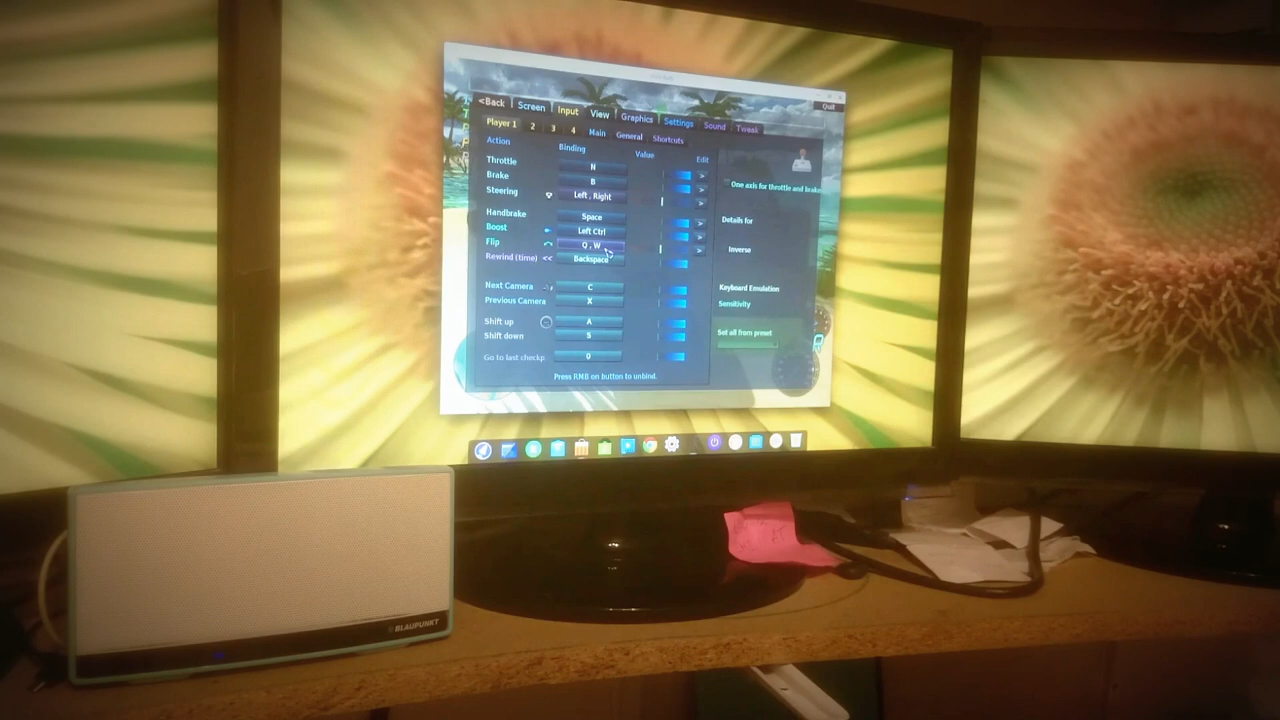 <Back Screen Input View Graphics Settings Sound Tweak Quit
Player 1 2 3 4 Main General Shortcuts
Action Binding Value Edit
Throttle N
Brake B
One axis for throttle and brake
Steering Left , Right
Handbrake Space
Details for
Boost Left Ctrl
Flip Q , W
Inverse
Rewind (time) << Backspace
Next Camera C
Keyboard Emulation
Previous Camera X
Sensitivity
Shift up A
Shift down S
Set all from preset
Go to last checkp 0
Press RMB on button to unbind.
BLAUPUNKT